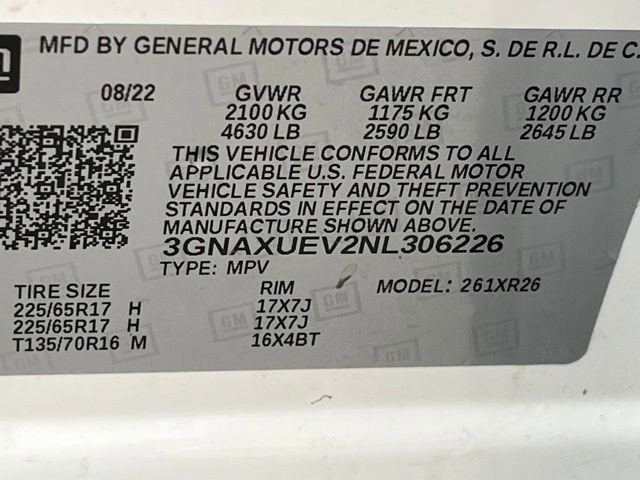 MFD BY GENERAL MOTORS DE MEXICO, S. DE R.L. DE C.
08/22 GVWR GAWR FRT GAWR RR
2100 KG 1175 KG 1200 KG
4630 LB 2590 LB 2645 LB
THIS VEHICLE CONFORMS TO ALL
APPLICABLE U.S. FEDERAL MOTOR
VEHICLE SAFETY AND THEFT PREVENTION
STANDARDS IN EFFECT ON THE DATE OF
MANUFACTURE SHOWN ABOVE.
3GNAXUEV2NL306226
TYPE: MPV MODEL: 261XR26
TIRE SIZE RIM
225/65R17 H 17X7J
225/65R17 H 17X7J
T135/70R16 M 16X4BT